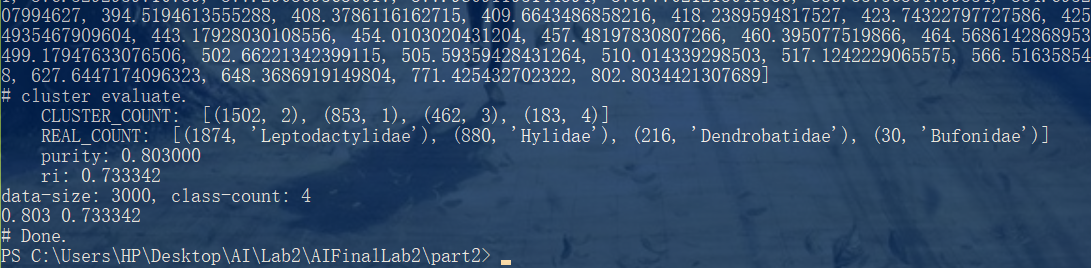 07994627, 394.5194613555288, 408.3786116162715, 409.6643486858216, 418.2389594817527, 423.74322797727586, 425
4935467909604, 443.17928030108556, 454.0103020431204, 457.48197830807266, 460.395077519866, 464.5686142868953
499.17947633076506, 502.66221342399115, 505.59359428431264, 510.014339298503, 517.1242229065575, 566.51635854
8, 627.6447174096323, 648.3686919149804, 771.425432702322, 802.8034421307689]
# cluster evaluate.
CLUSTER_COUNT: [(1502, 2), (853, 1), (462, 3), (183, 4)]
REAL_COUNT: [(1874, 'Leptodactylidae'), (880, 'Hylidae'), (216, 'Dendrobatidae'), (30, 'Bufonidae')]
purity: 0.803000
ri: 0.733342
data-size: 3000, class-count: 4
0.803 0.733342
# Done.
PS C:\Users\HP\Desktop\AI\Lab2\AIFinalLab2\part2>